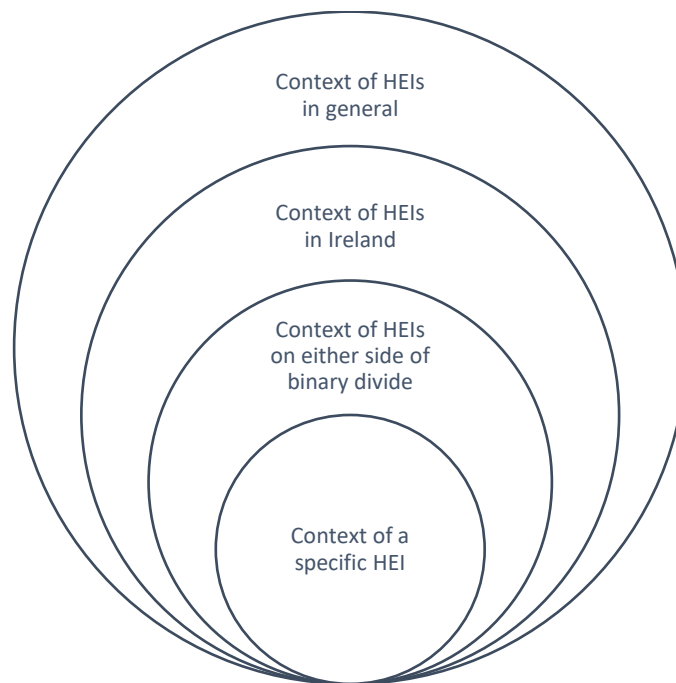 Context of HEIs
in general
Context of HEIs
in Ireland
Context of HEIs
on either side of
binary divide
Context of a
specific HEI